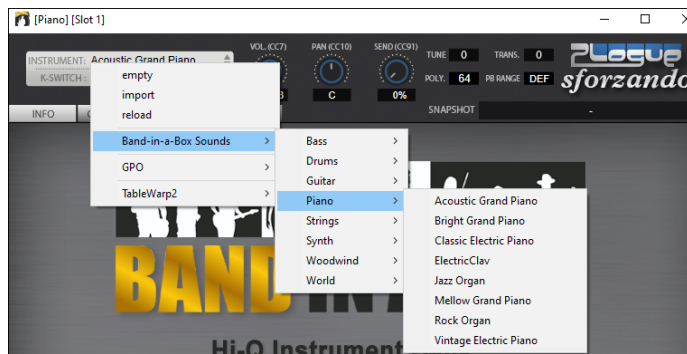 [Piano] [Slot 1]
INSTRUMENT: Acoustic Grand Piano
K-SWITCH:
VOL. (CC7)
PAN (CC10)
C
SEND (CC91)
0%
TUNE 0 TRANS. 0
POLY. 64 PB RANGE DEF
Plogue
sforzando
SNAPSHOT -
INFO
empty
import
reload
Band-in-a-Box Sounds >
GPO >
TableWarp2 >
Bass >
Drums >
Guitar >
Piano >
Strings >
Synth >
Woodwind >
World >
Acoustic Grand Piano
Bright Grand Piano
Classic Electric Piano
ElectricClav
Jazz Organ
Mellow Grand Piano
Rock Organ
Vintage Electric Piano
BAND IN A
Hi-Q Instrument